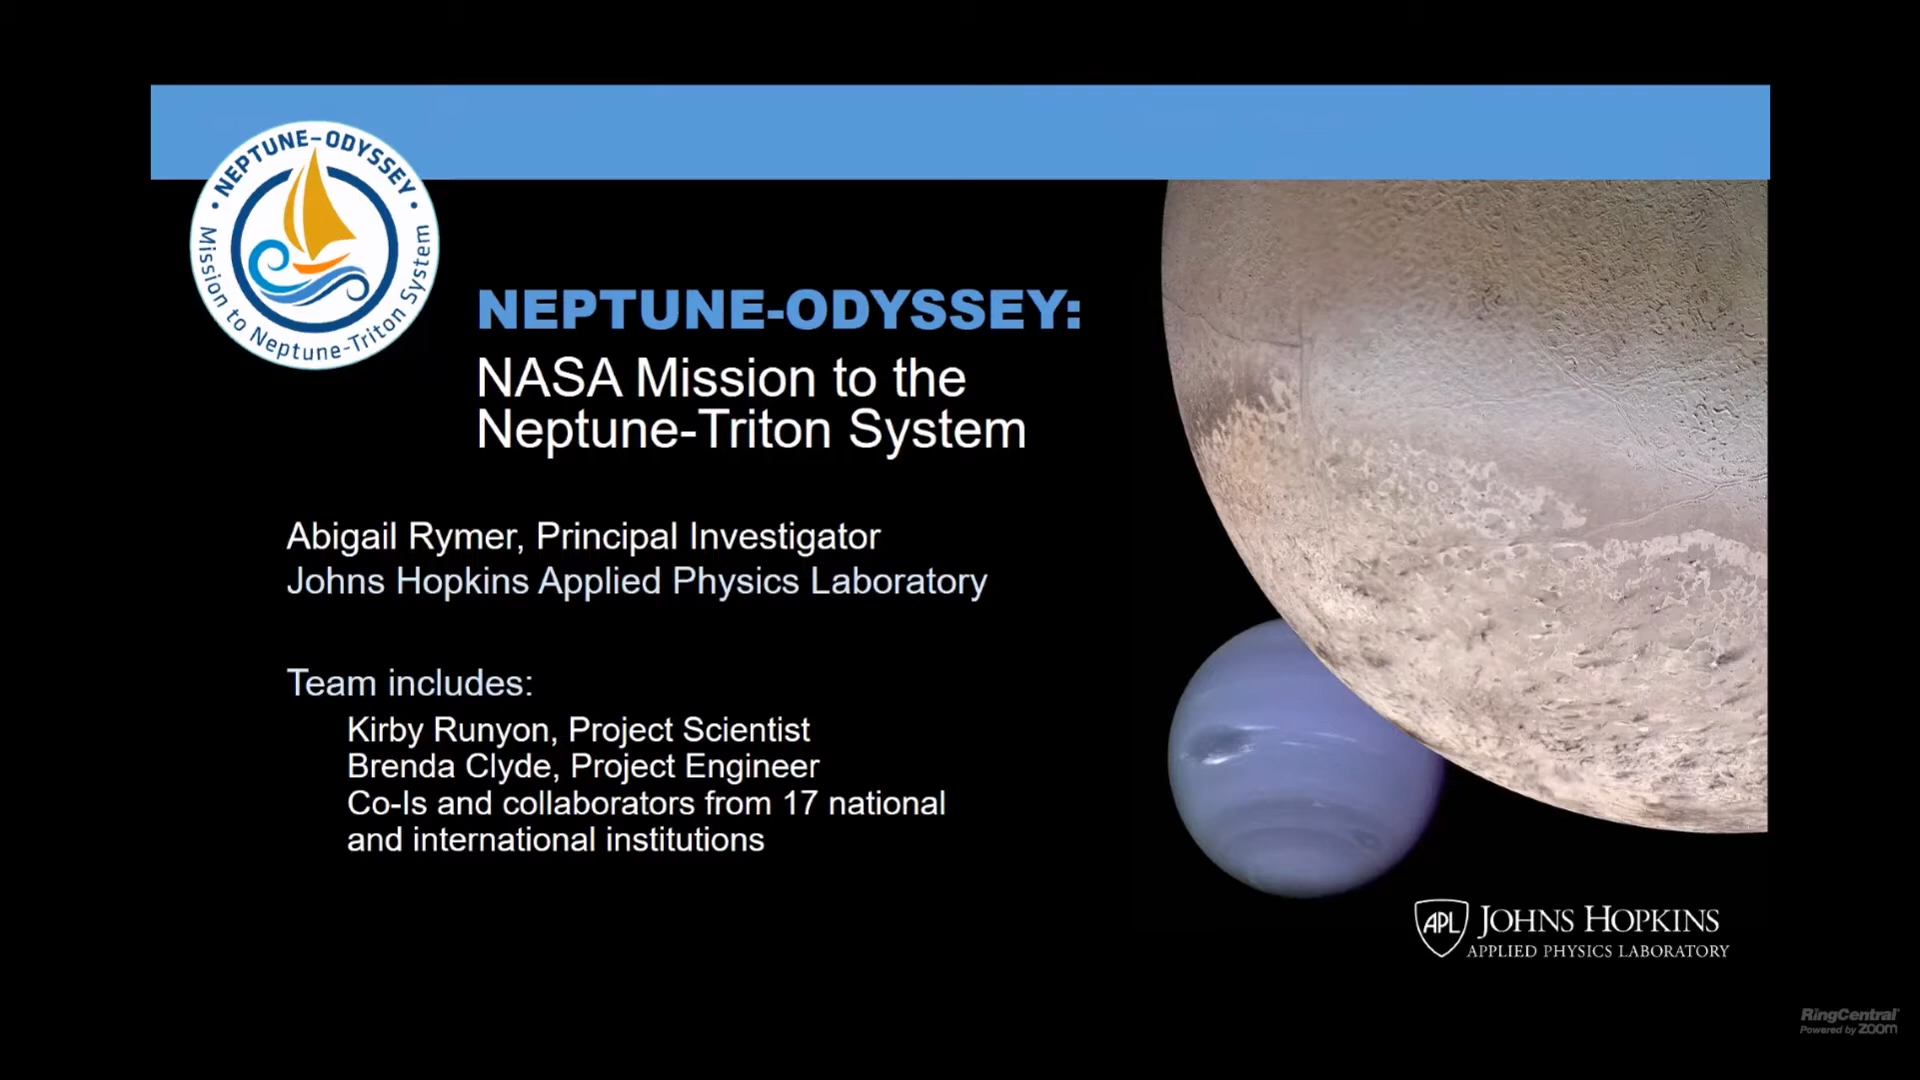 NEPTUNE-ODYSSEY
Mission to Neptune-Triton System
NEPTUNE-ODYSSEY:
NASA Mission to the
Neptune-Triton System
Abigail Rymer, Principal Investigator
Johns Hopkins Applied Physics Laboratory
Team includes:
Kirby Runyon, Project Scientist
Brenda Clyde, Project Engineer
Co-Is and collaborators from 17 national
and international institutions
APL JOHNS HOPKINS
APPLIED PHYSICS LABORATORY
RingCentral
Powered by zoom